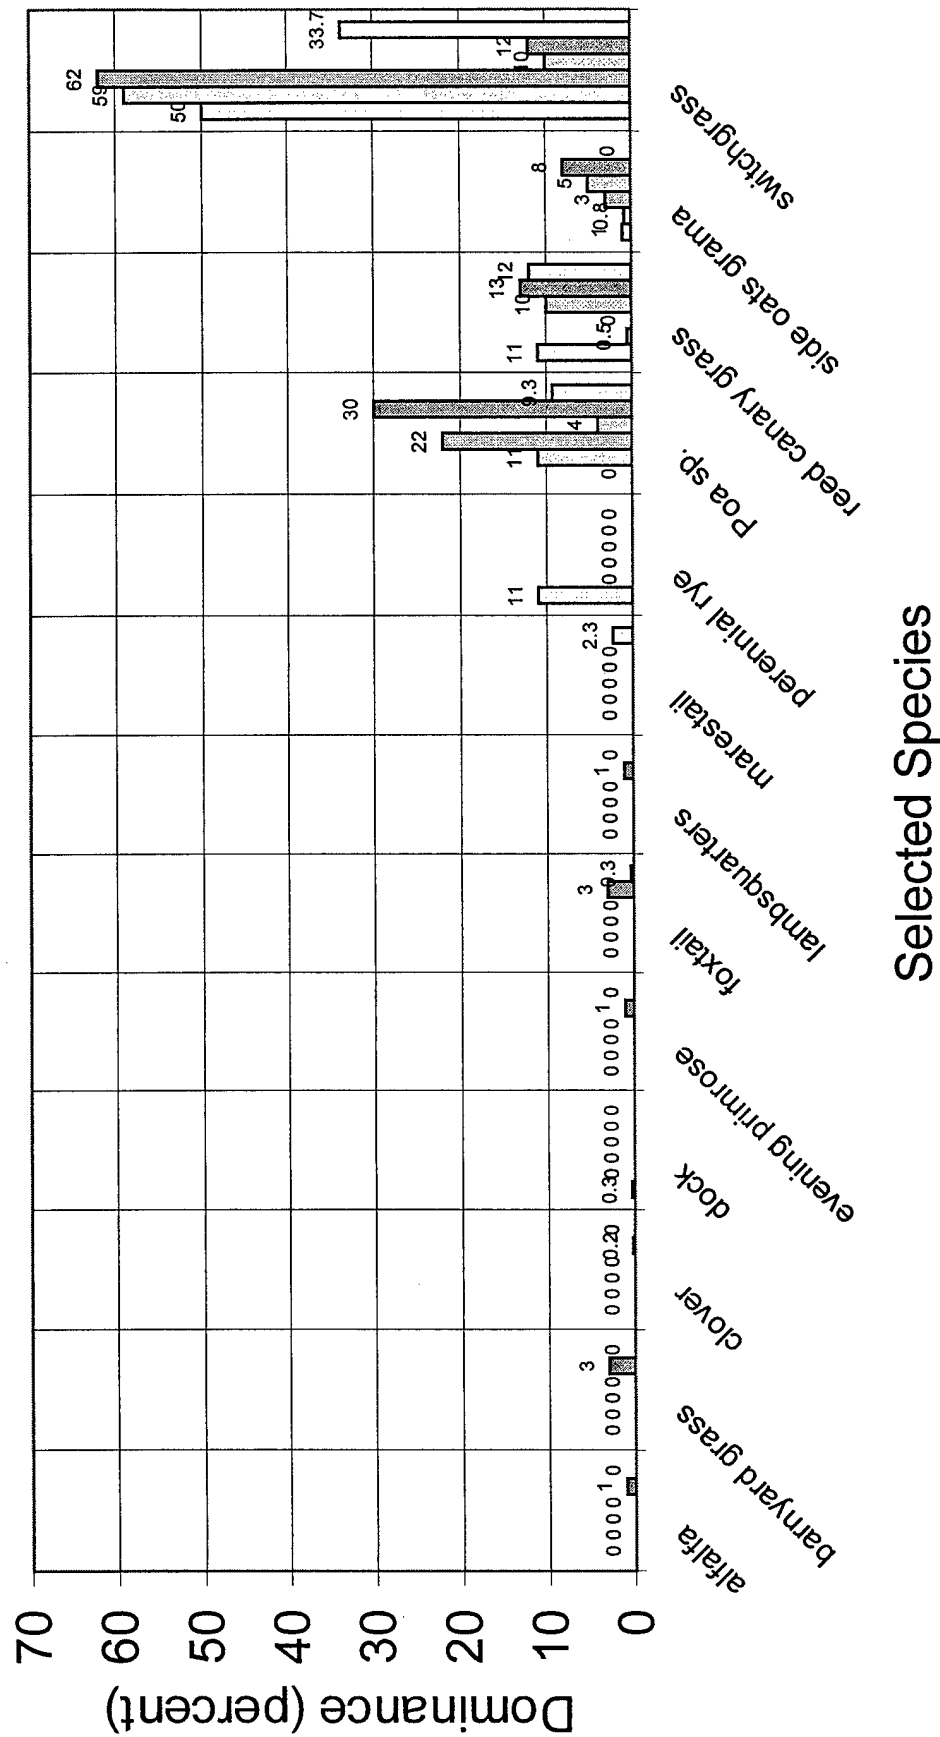 Dominance (percent)
70
60
50
40
30
20
10
0
0 0 0 0 1 0
0 0 0 0 3 0
0 0 0 0 0.2 0
0.3 0 0 0 0 0
0 0 0 0 1 0
0 0 0 0 3 0.3
0 0 0 0 1 0
0 0 0 0 0 2.3
11 0 0 0 0 0
0 11 22 4 30 9.3
11 0.5 0 10 13 12
1 0.8 3 5 8 0
50 59 62 10 12 33.7
alfalfa
barnyard grass
clover
dock
evening primrose
foxtail
lambsquarters
marestail
perennial rye
Poa sp.
reed canary grass
side oats grama
switchgrass
Selected Species